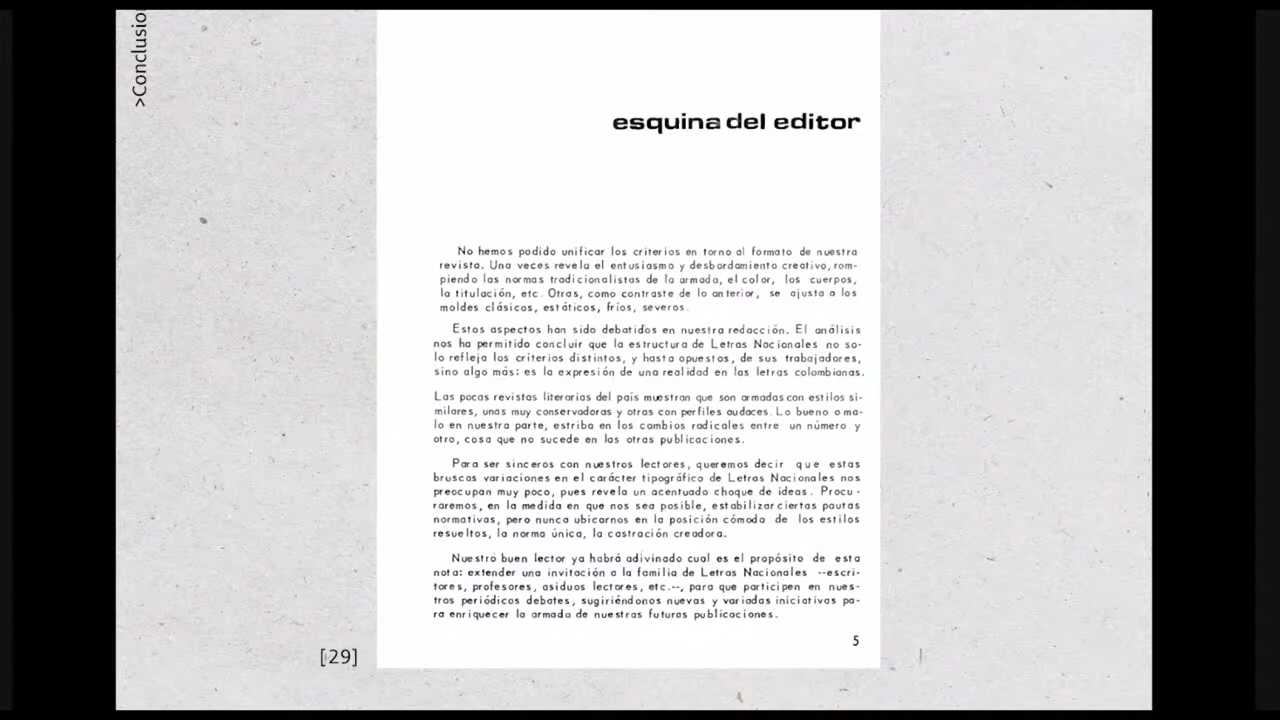 >Conclusio
esquina del editor
No hemos podido unificar los criterios en torno al formato de nuestra
revista. Una veces revela el entusiasmo y desbordamiento creativo, rom-
piendo las normas tradicionalistas de la armada, el color, los cuerpos,
la titulación, etc. Otras, como contraste de lo anterior, se ajusta a los
moldes clásicos, estáticos, fríos, severos.
Estos aspectos han sido debatidos en nuestra redacción. El análisis
nos ha permitido concluir que la estructura de Letras Nacionales no so-
lo refleja los criterios distintos, y hasta opuestos, de sus trabajadores,
sino algo más: es la expresión de una realidad en las letras colombianas.
Las pocas revistas literarias del país muestran que son armadas con estilos si-
milares, unas muy conservadoras y otras con perfiles audaces. Lo bueno o ma-
lo en nuestra parte, estriba en los cambios radicales entre un número y
otro, cosa que no sucede en las otras publicaciones.
Para ser sinceros con nuestros lectores, queremos decir que estas
bruscas variaciones en el carácter tipográfico de Letras Nacionales nos
preocupan muy poco, pues revela un acentuado choque de ideas. Procu-
raremos, en la medida en que nos sea posible, estabilizar ciertas pautas
normativas, pero nunca ubicarnos en la posición cómoda de los estilos
resueltos, la norma única, la castración creadora.
Nuestro buen lector ya habrá adivinado cual es el propósito de esta
nota: extender una invitación a la familia de Letras Nacionales --escri-
tores, profesores, asiduos lectores, etc.--, para que participen en nues-
tros periódicos debates, sugiriéndonos nuevas y variadas iniciativas pa-
ra enriquecer la armada de nuestras futuras publicaciones.
5
[29]